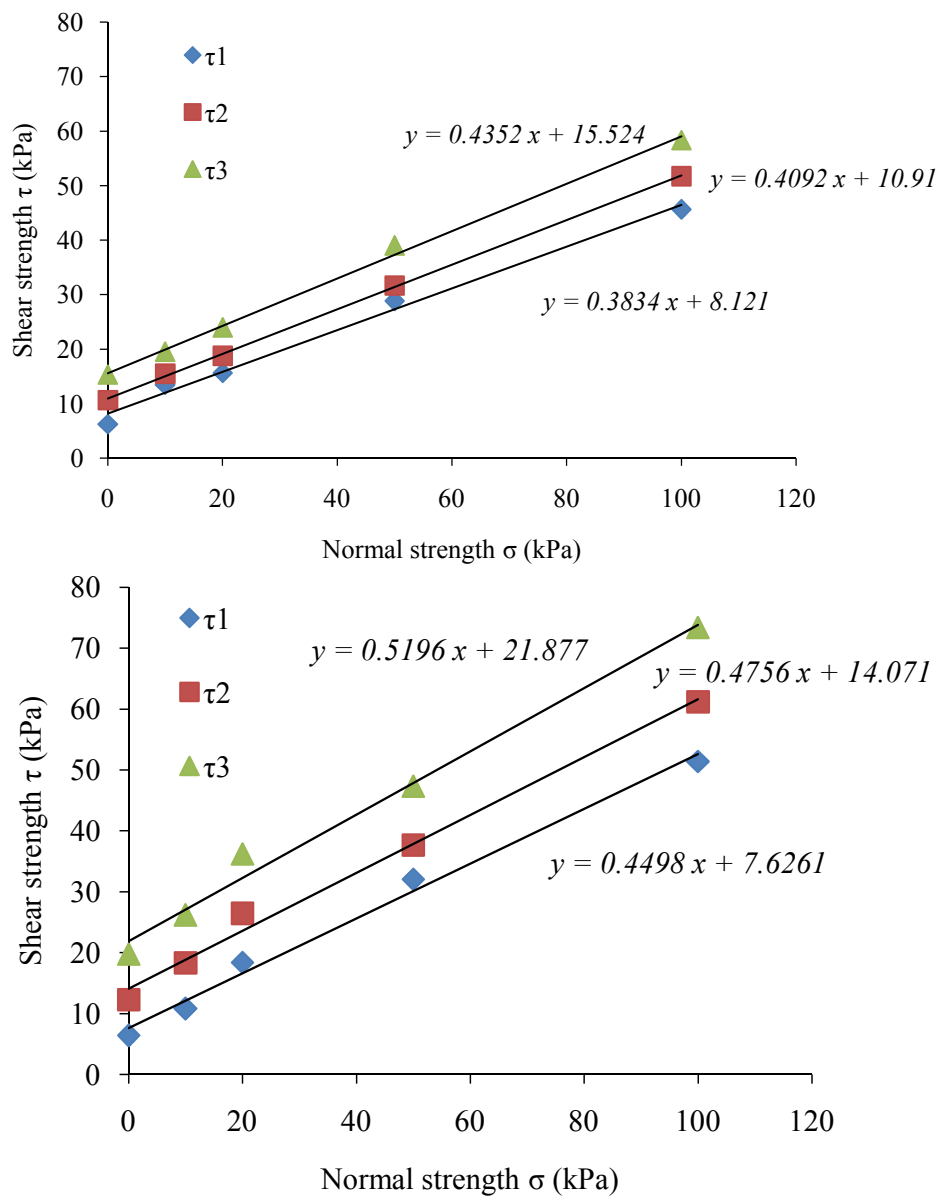 80
70
60
50
40
30
20
10
0
Shear strength τ (kPa)
τ1
τ2
τ3
y = 0.4352 x + 15.524
y = 0.4092 x + 10.91
y = 0.3834 x + 8.121
0 20 40 60 80 100 120
Normal strength σ (kPa)
80
70
60
50
40
30
20
10
0
Shear strength τ (kPa)
τ1
τ2
τ3
y = 0.5196 x + 21.877
y = 0.4756 x + 14.071
y = 0.4498 x + 7.6261
0 20 40 60 80 100 120
Normal strength σ (kPa)